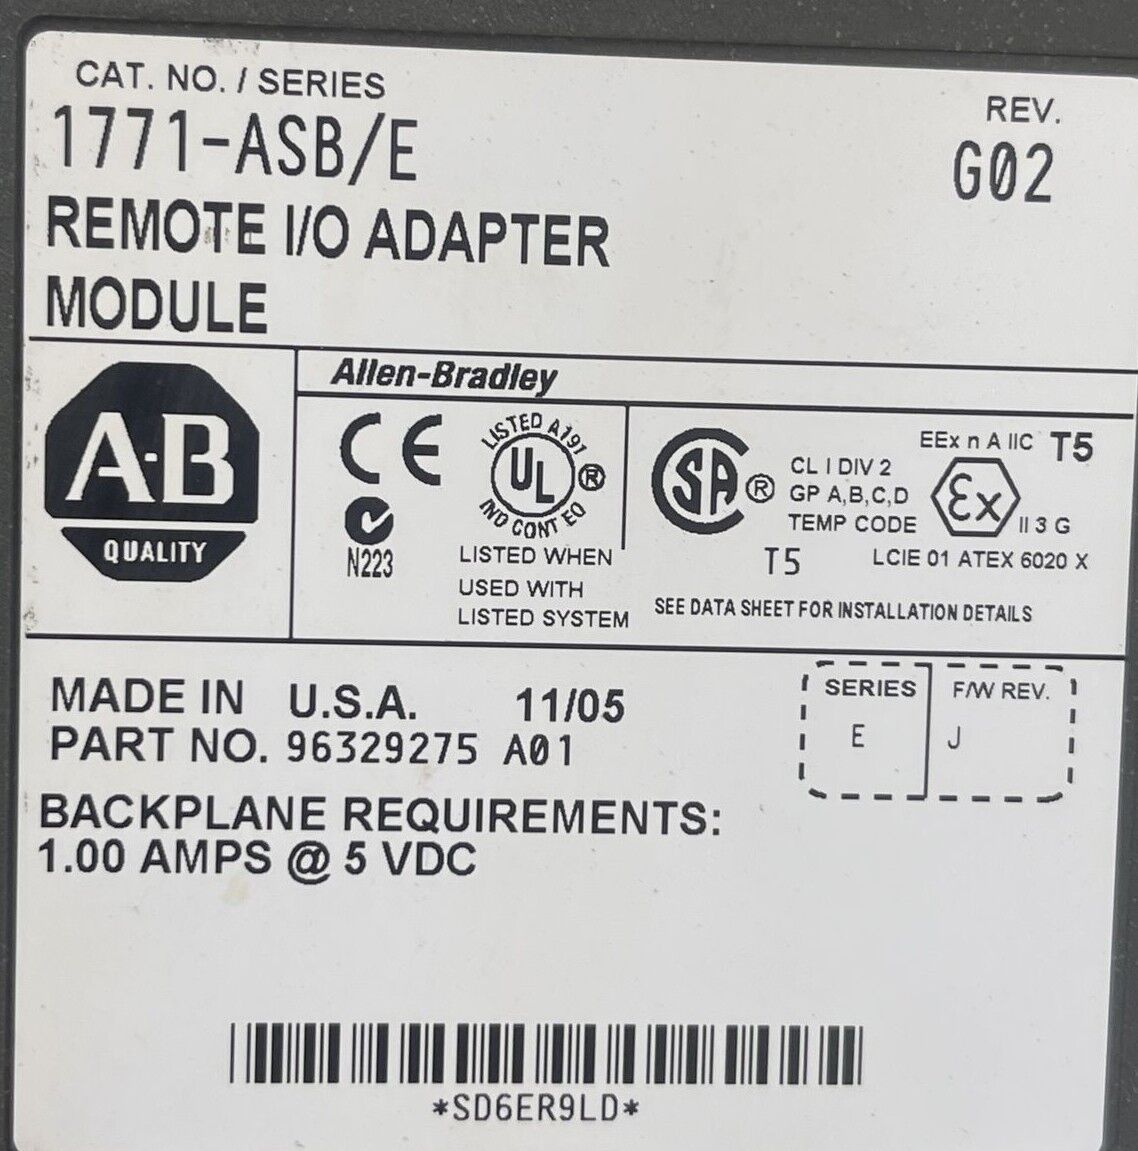 CAT. NO. / SERIES
1771-ASB/E
REV.
G02
REMOTE I/O ADAPTER
MODULE
A-B
QUALITY
Allen-Bradley
CE
N223
LISTED A197
UL ®
IND CONT EQ
LISTED WHEN
USED WITH
LISTED SYSTEM
SA ®
CL I DIV 2
GP A,B,C,D
TEMP CODE
T5
EEx n A IIC T5
Ex
II 3 G
LCIE 01 ATEX 6020 X
SEE DATA SHEET FOR INSTALLATION DETAILS
MADE IN U.S.A. 11/05
PART NO. 96329275 A01
SERIES
E
F/W REV.
J
BACKPLANE REQUIREMENTS:
1.00 AMPS @ 5 VDC
*SD6ER9LD*